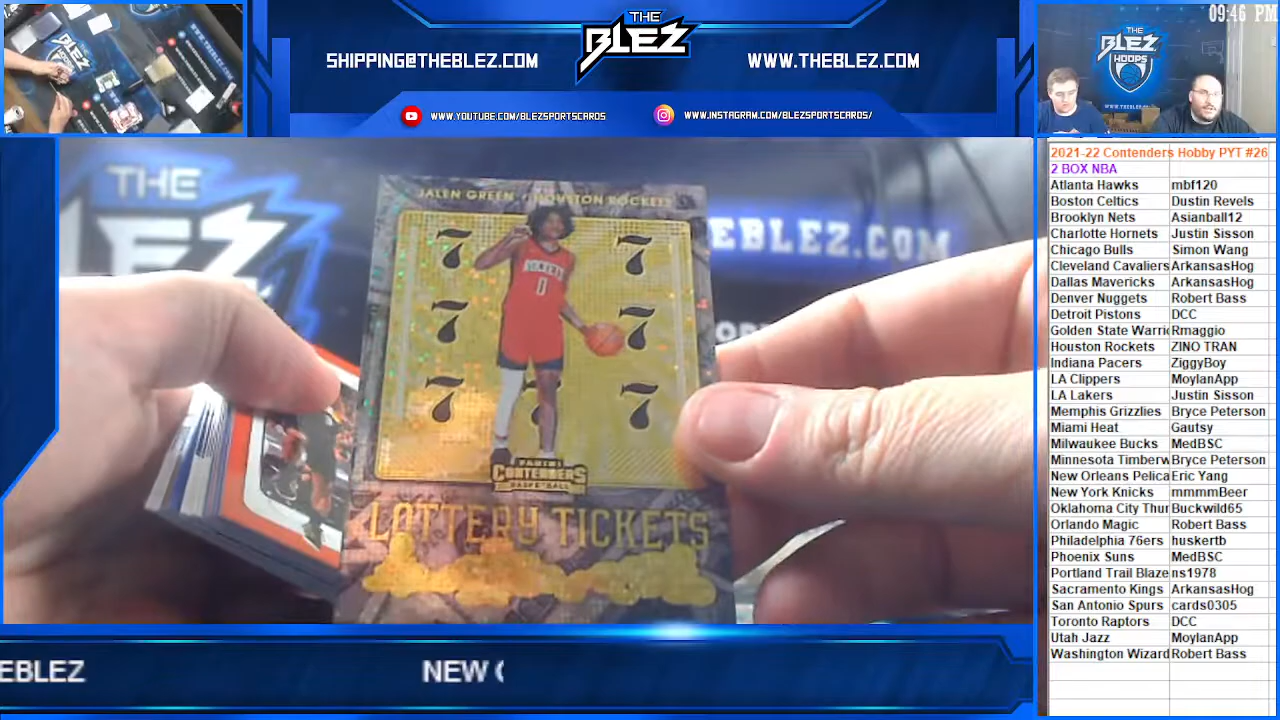 THE
BLEZ
SHIPPING@THEBLEZ.COM
WWW.THEBLEZ.COM
WWW.YOUTUBE.COM/BLEZSPORTSCARDS
WWW.INSTAGRAM.COM/BLEZSPORTSCARDS/
09:46 PM
THE
BLEZ
HOOPS
THE
BLEZ
EBLEZ.COM
JALEN GREEN • HOUSTON ROCKETS
7 7
7 7
7 7 7
1
PANINI
CONTENDERS
BASKETBALL
LOTTERY TICKETS
EBLEZ NEW
2021-22 Contenders Hobby PYT #26
2 BOX NBA
Atlanta Hawks mbf120
Boston Celtics Dustin Revels
Brooklyn Nets Asianball12
Charlotte Hornets Justin Sisson
Chicago Bulls Simon Wang
Cleveland Cavaliers ArkansasHog
Dallas Mavericks ArkansasHog
Denver Nuggets Robert Bass
Detroit Pistons DCC
Golden State Warri Rmaggio
Houston Rockets ZINO TRAN
Indiana Pacers ZiggyBoy
LA Clippers MoylanApp
LA Lakers Justin Sisson
Memphis Grizzlies Bryce Peterson
Miami Heat Gautsy
Milwaukee Bucks MedBSC
Minnesota Timberw Bryce Peterson
New Orleans Pelica Eric Yang
New York Knicks mmmmBeer
Oklahoma City Thun Buckwild65
Orlando Magic Robert Bass
Philadelphia 76ers huskertb
Phoenix Suns MedBSC
Portland Trail Blaze ns1978
Sacramento Kings ArkansasHog
San Antonio Spurs cards0305
Toronto Raptors DCC
Utah Jazz MoylanApp
Washington Wizard Robert Bass